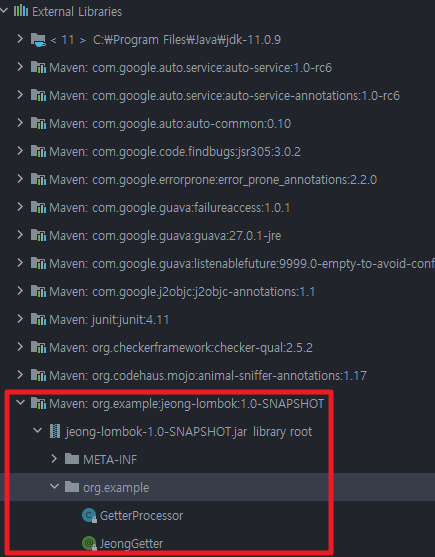 External Libraries
< 11 > C:₩Program Files₩Java₩jdk-11.0.9
Maven: com.google.auto.service:auto-service:1.0-rc6
Maven: com.google.auto.service:auto-service-annotations:1.0-rc6
Maven: com.google.auto:auto-common:0.10
Maven: com.google.code.findbugs:jsr305:3.0.2
Maven: com.google.errorprone:error_prone_annotations:2.2.0
Maven: com.google.guava:failureaccess:1.0.1
Maven: com.google.guava:guava:27.0.1-jre
Maven: com.google.guava:listenablefuture:9999.0-empty-to-avoid-conf
Maven: com.google.j2objc:j2objc-annotations:1.1
Maven: junit:junit:4.11
Maven: org.checkerframework:checker-qual:2.5.2
Maven: org.codehaus.mojo:animal-sniffer-annotations:1.17
Maven: org.example:jeong-lombok:1.0-SNAPSHOT
jeong-lombok-1.0-SNAPSHOT.jar library root
META-INF
org.example
GetterProcessor
JeongGetter